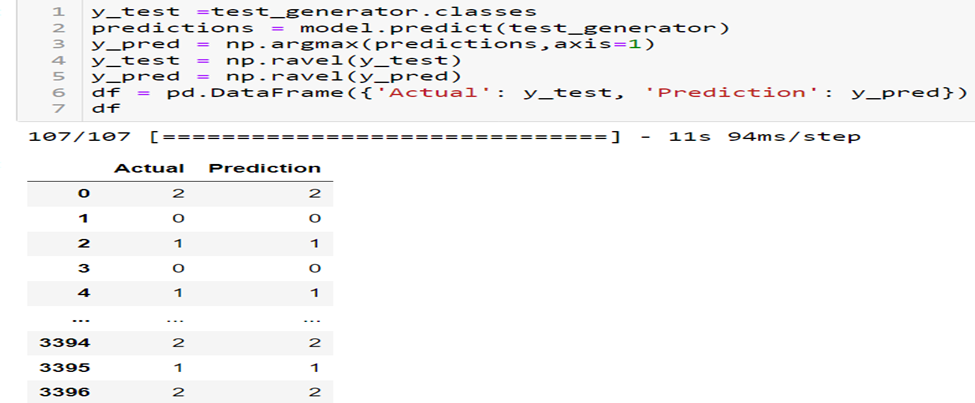 1 y_test =test_generator.classes
2 predictions = model.predict(test_generator)
3 y_pred = np.argmax(predictions,axis=1)
4 y_test = np.ravel(y_test)
5 y_pred = np.ravel(y_pred)
6 df = pd.DataFrame({'Actual': y_test, 'Prediction': y_pred})
7 df
107/107 [==============================] - 11s 94ms/step
Actual Prediction
0 2 2
1 0 0
2 1 1
3 0 0
4 1 1
... ... ...
3394 2 2
3395 1 1
3396 2 2